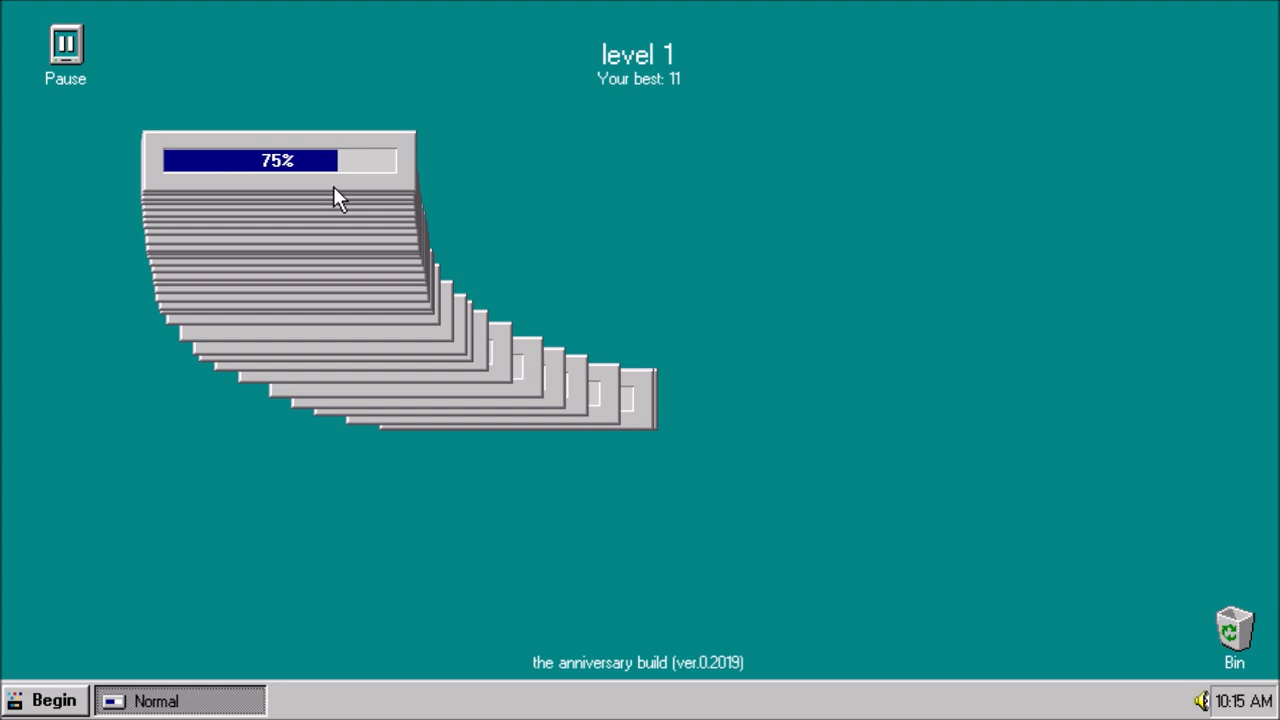 Pause
level 1
Your best: 11
75%
Bin
the anniversary build (ver.0.2019)
Begin
Normal
10:15 AM